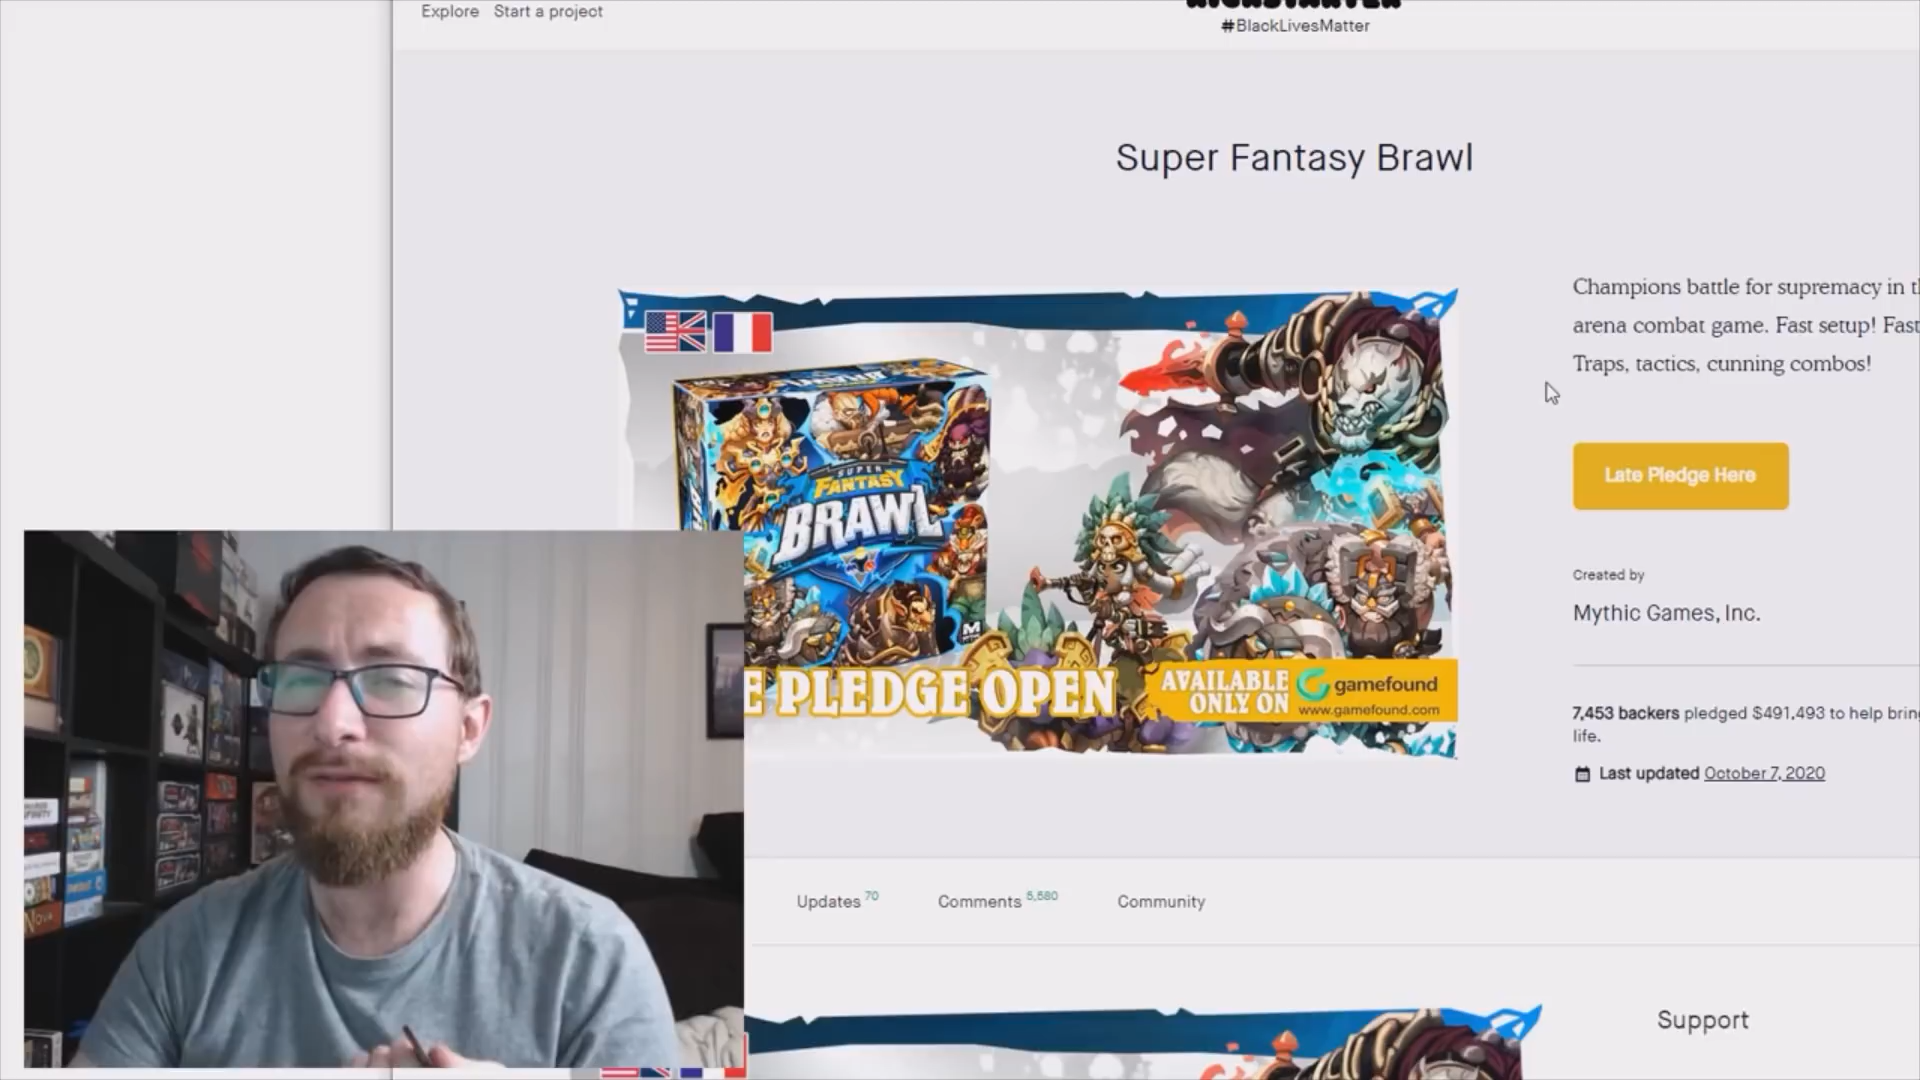 Explore Start a project
KICKSTARTER
#BlackLivesMatter
Super Fantasy Brawl
Champions battle for supremacy in
arena combat game. Fast setup! Fast
Traps, tactics, cunning combos!
SUPER
FANTASY
BRAWL
Late Pledge Here
Created by
Mythic Games, Inc.
E PLEDGE OPEN
AVAILABLE
ONLY ON
gamefound
www.gamefound.com
7,453 backers pledged $491,493 to help bring
life.
Last updated October 7, 2020
Updates 70 Comments 5,580 Community
Support